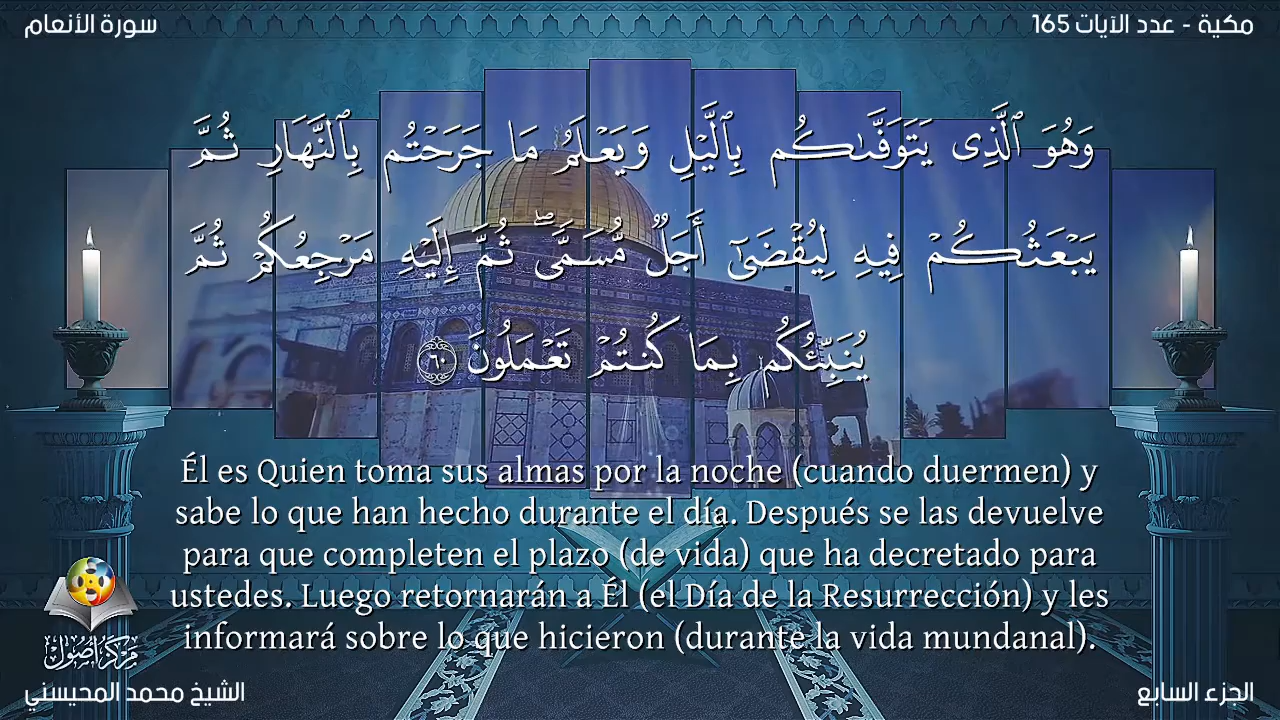 سورة الأنعام
مكية - عدد الآيات 165
وَهُوَ ٱلَّذِى يَتَوَفَّىٰكُم بِٱلَّيْلِ وَيَعْلَمُ مَا جَرَحْتُم بِٱلنَّهَارِ ثُمَّ
يَبْعَثُكُمْ فِيهِ لِيُقْضَىٰٓ أَجَلٌ مُّسَمًّى ۖ ثُمَّ إِلَيْهِ مَرْجِعُكُمْ ثُمَّ
يُنَبِّئُكُم بِمَا كُنتُمْ تَعْمَلُونَ ٦٠
Él es Quien toma sus almas por la noche (cuando duermen) y
sabe lo que han hecho durante el día. Después se las devuelve
para que completen el plazo (de vida) que ha decretado para
ustedes. Luego retornarán a Él (el Día de la Resurrección) y les
informará sobre lo que hicieron (durante la vida mundanal).
مركز أصول
الشيخ محمد المحيسني
الجزء السابع